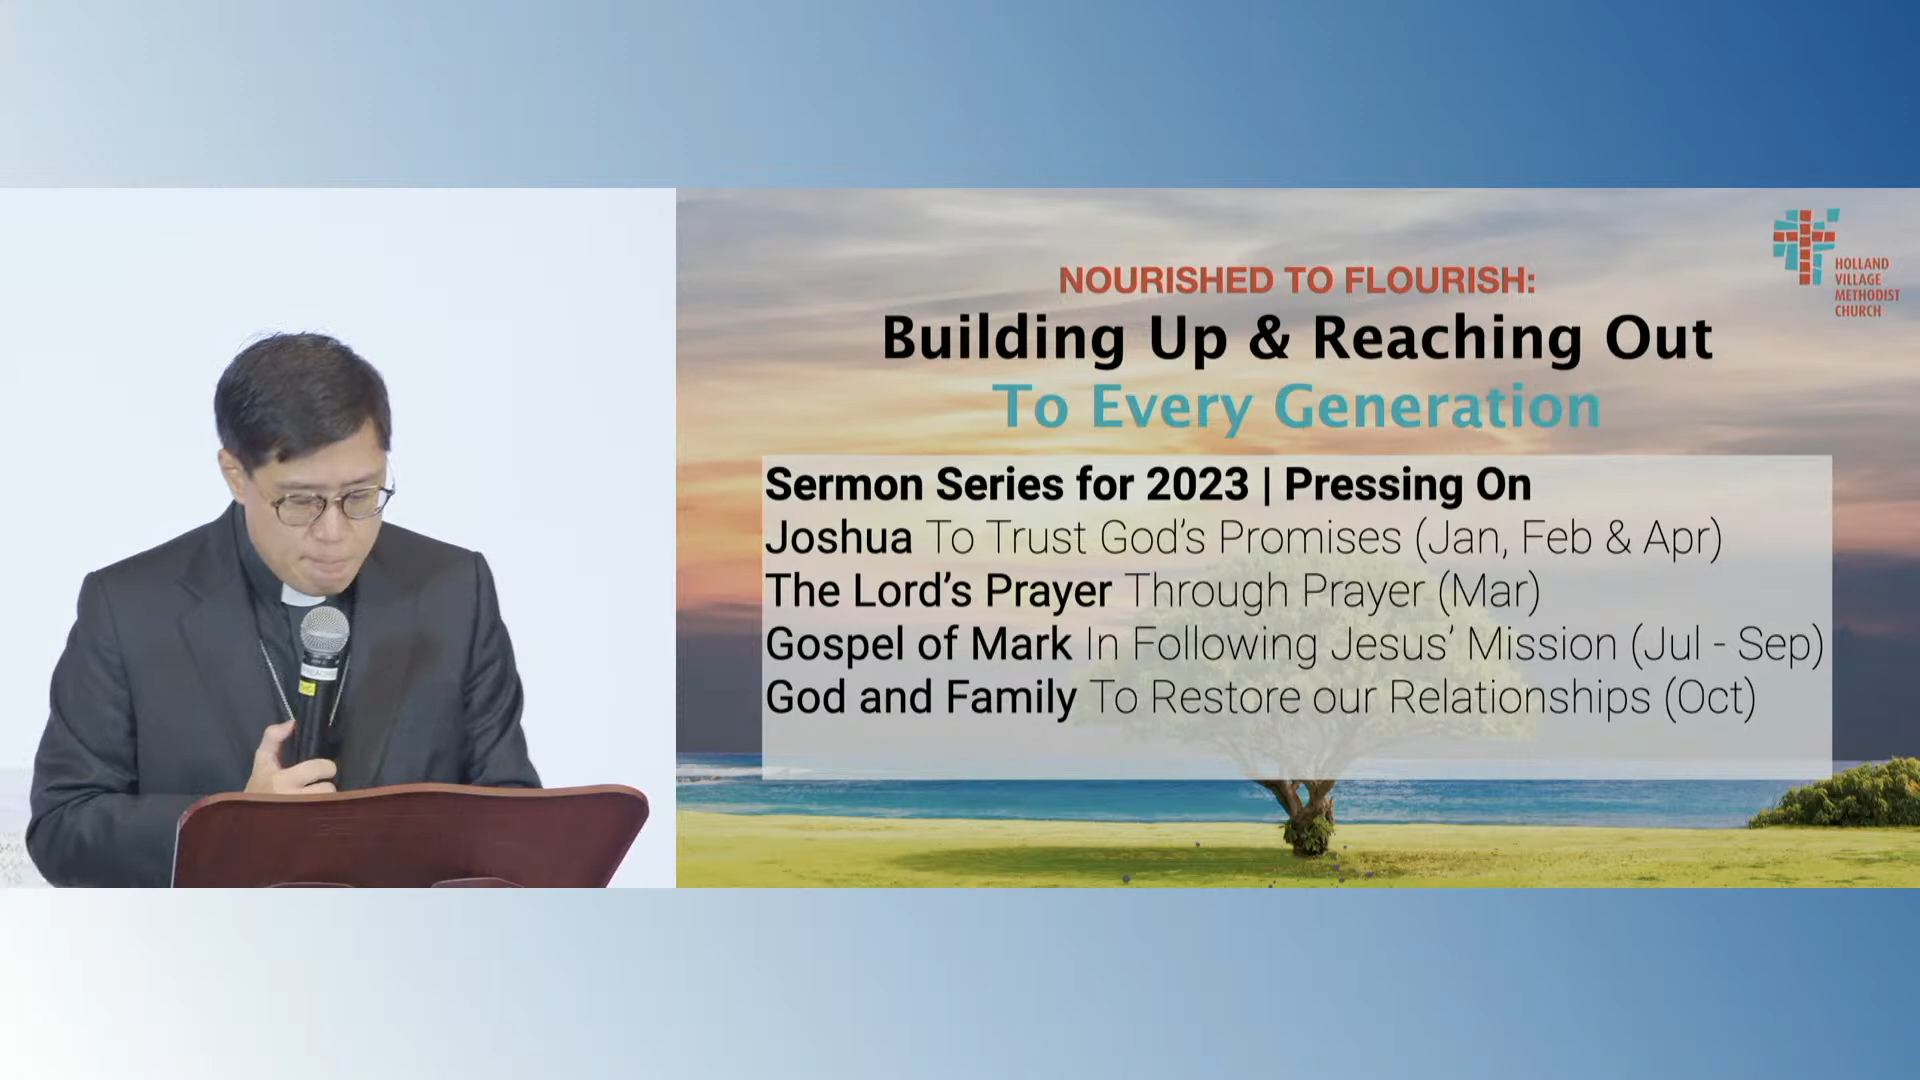 NOURISHED TO FLOURISH:
Building Up & Reaching Out
To Every Generation
HOLLAND
VILLAGE
METHODIST
CHURCH
Sermon Series for 2023 | Pressing On
Joshua To Trust God's Promises (Jan, Feb & Apr)
The Lord's Prayer Through Prayer (Mar)
Gospel of Mark In Following Jesus' Mission (Jul - Sep)
God and Family To Restore our Relationships (Oct)